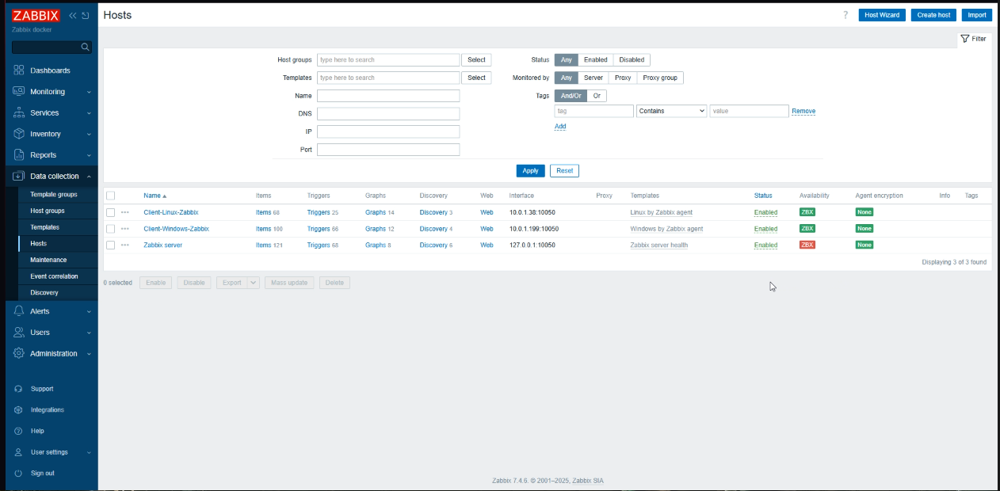 ZABBIX
Zabbix docker
Dashboards
Monitoring
Services
Inventory
Reports
Data collection
Template groups
Host groups
Templates
Hosts
Maintenance
Event correlation
Discovery
Alerts
Users
Administration
Support
Integrations
Help
User settings
Sign out
Hosts
? Host Wizard Create host Import
Filter
Host groups type here to search Select
Templates type here to search Select
Name
DNS
IP
Port
Status Any Enabled Disabled
Monitored by Any Server Proxy Proxy group
Tags And/Or Or
tag Contains value Remove
Add
Apply Reset
Name Items Triggers Graphs Discovery Web Interface Proxy Templates Status Availability Agent encryption Info Tags
Client-Linux-Zabbix Items 68 Triggers 25 Graphs 14 Discovery 3 Web 10.0.1.38:10050 Linux by Zabbix agent Enabled ZBX None
Client-Windows-Zabbix Items 100 Triggers 66 Graphs 12 Discovery 4 Web 10.0.1.199:10050 Windows by Zabbix agent Enabled ZBX None
Zabbix server Items 121 Triggers 68 Graphs 8 Discovery 6 Web 127.0.0.1:10050 Zabbix server health Enabled ZBX None
Displaying 3 of 3 found
0 selected Enable Disable Export Mass update Delete
Zabbix 7.4.6. © 2001–2025, Zabbix SIA